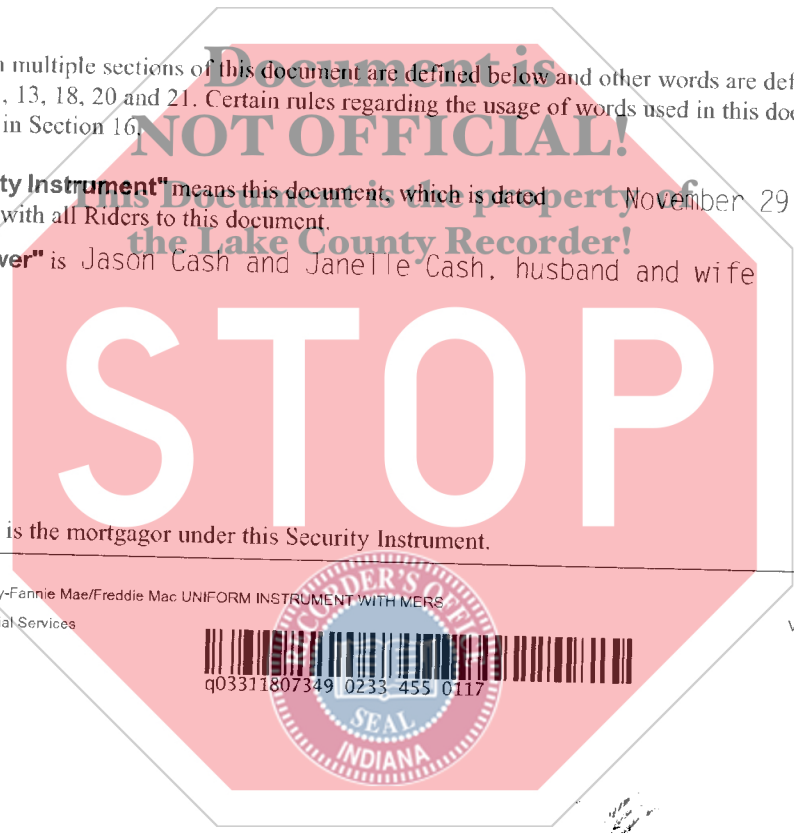 Document is
multiple sections of this document are defined below and other words are def
, 13, 18, 20 and 21. Certain rules regarding the usage of words used in this doc
NOT OFFICIAL!
in Section 16.
ty Instrument" means this document, which is dated November 29
This Document is the property of
with all Riders to this document.
the Lake County Recorder!
ver" is Jason Cash and Janelle Cash, husband and wife
STOP
is the mortgagor under this Security Instrument.
y-Fannie Mae/Freddie Mac UNIFORM INSTRUMENT WITH MERS
ial Services
q03311807349 0233 455 0117
RECORDER'S OFFICE
SEAL
INDIANA